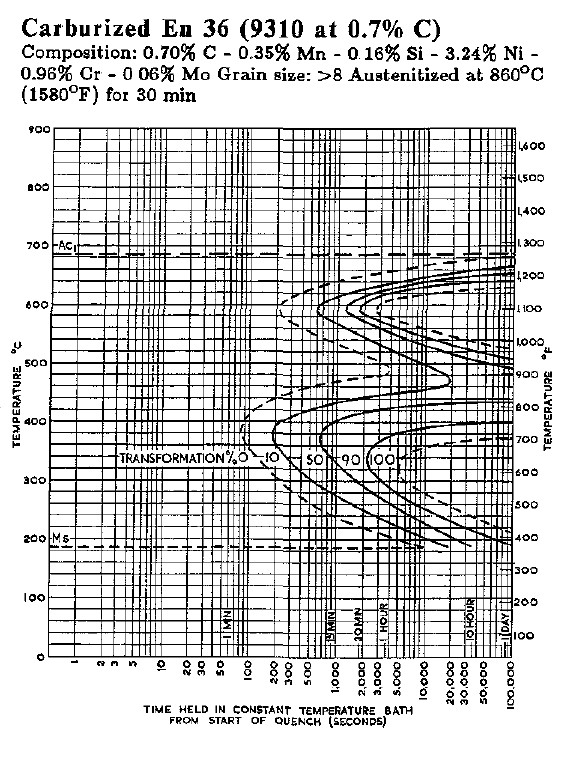 Carburized En 36 (9310 at 0.7% C)
Composition: 0.70% C - 0.35% Mn - 0 16% Si - 3.24% Ni -
0.96% Cr - 0 06% Mo Grain size: >8 Austenitized at 860°C
(1580°F) for 30 min
900
1,600
800
1,500
1,400
700 Ac1
1,300
1,200
600
1100
°C
1000
°F
500
900
TEMPERATURE
TEMPERATURE
800
400
700
TRANSFORMATION % 0 10 50 90 100
600
300
500
200 Ms
400
300
100
200
1 MIN
15 MIN
30 MIN
1 HOUR
10 HOUR
1 DAY
100
0
1 2 3 5 10 20 30 50 100 200 300 500 1,000 2,000 3,000 5,000 10,000 20,000 30,000 50,000 100,000
TIME HELD IN CONSTANT TEMPERATURE BATH
FROM START OF QUENCH (SECONDS)